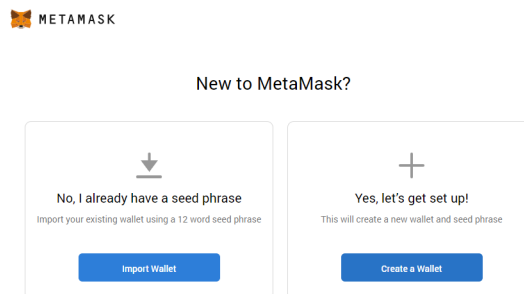 METAMASK
New to MetaMask?
No, I already have a seed phrase
Import your existing wallet using a 12 word seed phrase
Import Wallet
Yes, let's get set up!
This will create a new wallet and seed phrase
Create a Wallet